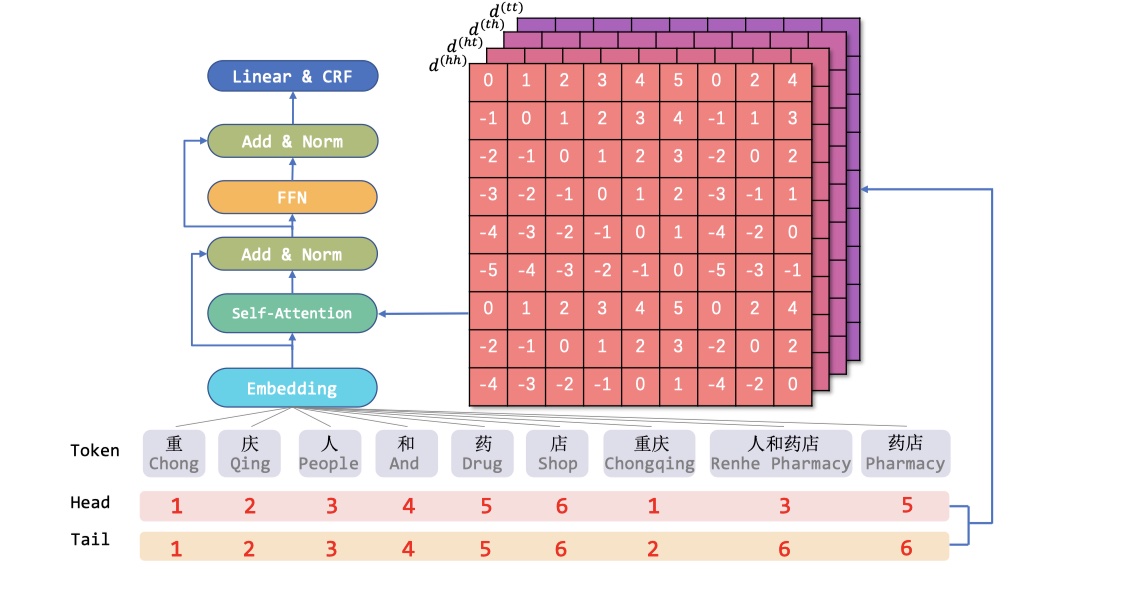 d(tt)
d(th)
d(ht)
d(hh)
Linear & CRF
Add & Norm
FFN
Add & Norm
Self-Attention
Embedding
0 1 2 3 4 5 0 2 4
-1 0 1 2 3 4 -1 1 3
-2 -1 0 1 2 3 -2 0 2
-3 -2 -1 0 1 2 -3 -1 1
-4 -3 -2 -1 0 1 -4 -2 0
-5 -4 -3 -2 -1 0 -5 -3 -1
0 1 2 3 4 5 0 2 4
-2 -1 0 1 2 3 -2 0 2
-4 -3 -2 -1 0 1 -4 -2 0
重 庆 人 和 药 店 重庆 人和药店 药店
Token
Chong Qing People And Drug Shop Chongqing Renhe Pharmacy Pharmacy
Head 1 2 3 4 5 6 1 3 5
Tail 1 2 3 4 5 6 2 6 6